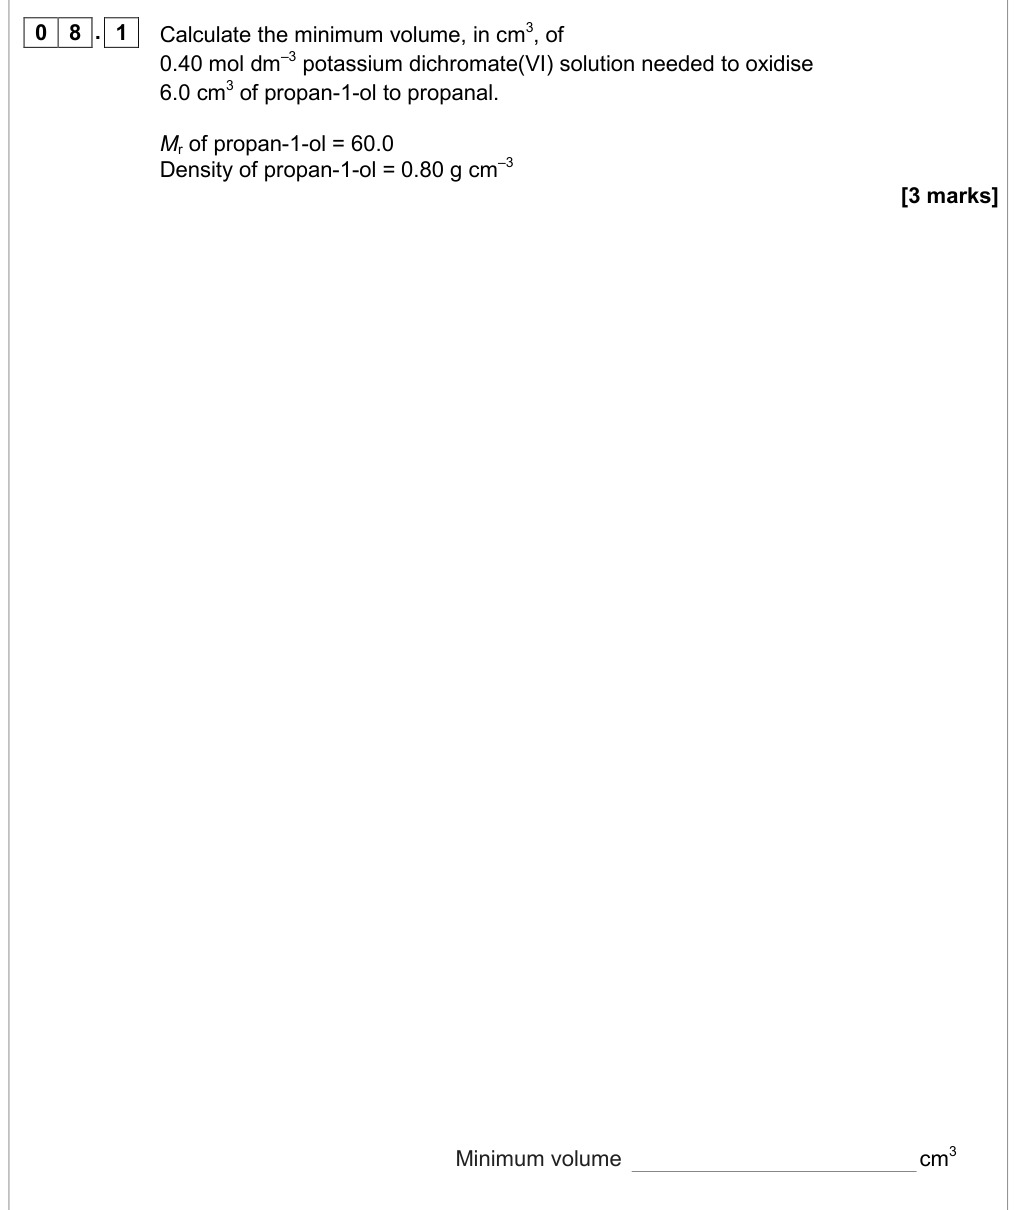 0 8 . 1 Calculate the minimum volume, in cm³, of
0.40 mol dm⁻³ potassium dichromate(VI) solution needed to oxidise
6.0 cm³ of propan-1-ol to propanal.
Mᵣ of propan-1-ol = 60.0
Density of propan-1-ol = 0.80 g cm⁻³
[3 marks]
Minimum volume ____________________ cm³